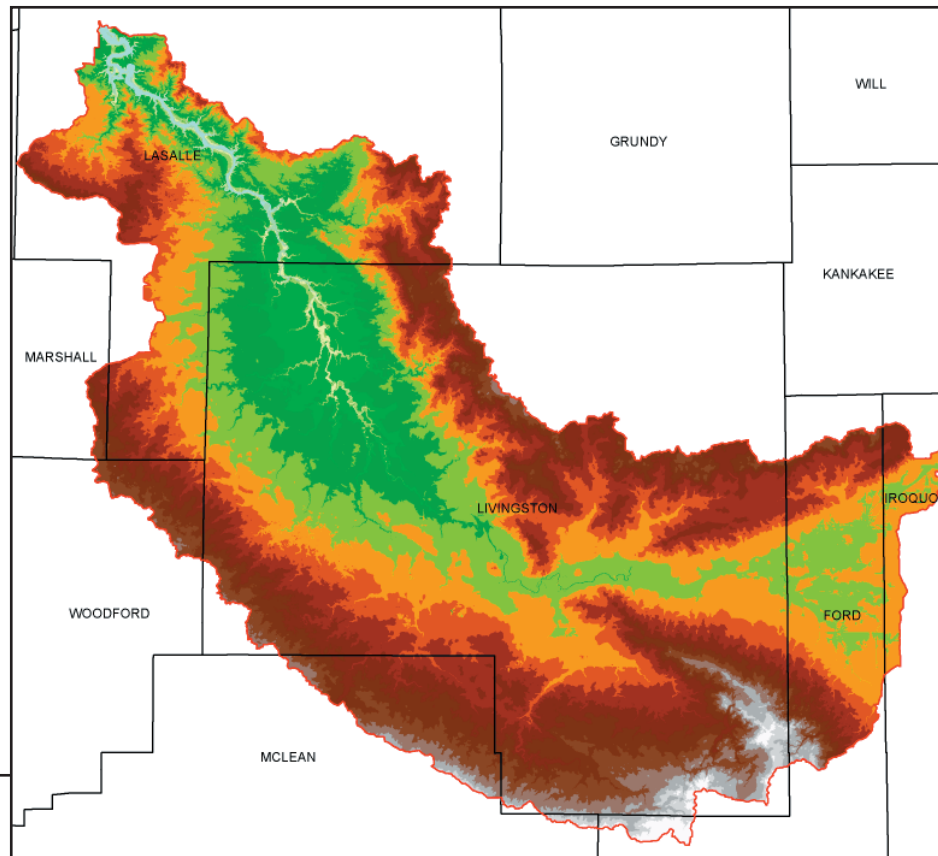 WILL
GRUNDY
LASALLE
KANKAKEE
MARSHALL
IROQUO
LIVINGSTON
WOODFORD
FORD
MCLEAN